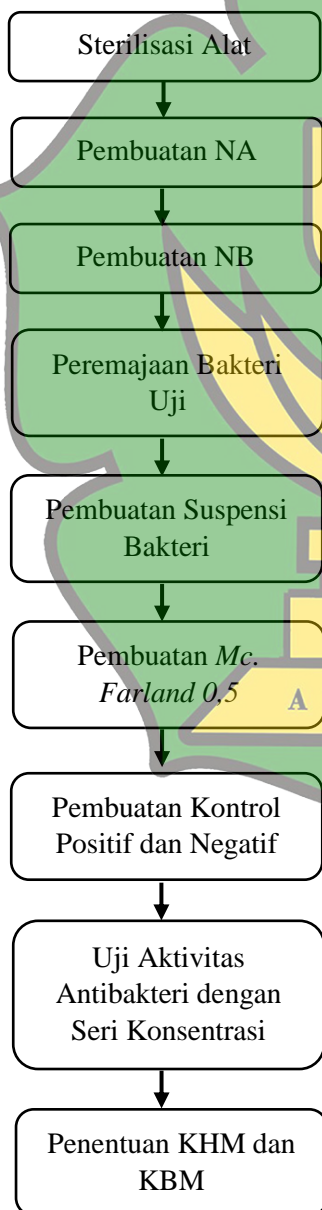 Sterilisasi Alat
Pembuatan NA
Pembuatan NB
Peremajaan Bakteri
Uji
Pembuatan Suspensi
Bakteri
Pembuatan Mc.
Farland 0,5
A
Pembuatan Kontrol
Positif dan Negatif
Uji Aktivitas
Antibakteri dengan
Seri Konsentrasi
Penentuan KHM dan
KBM